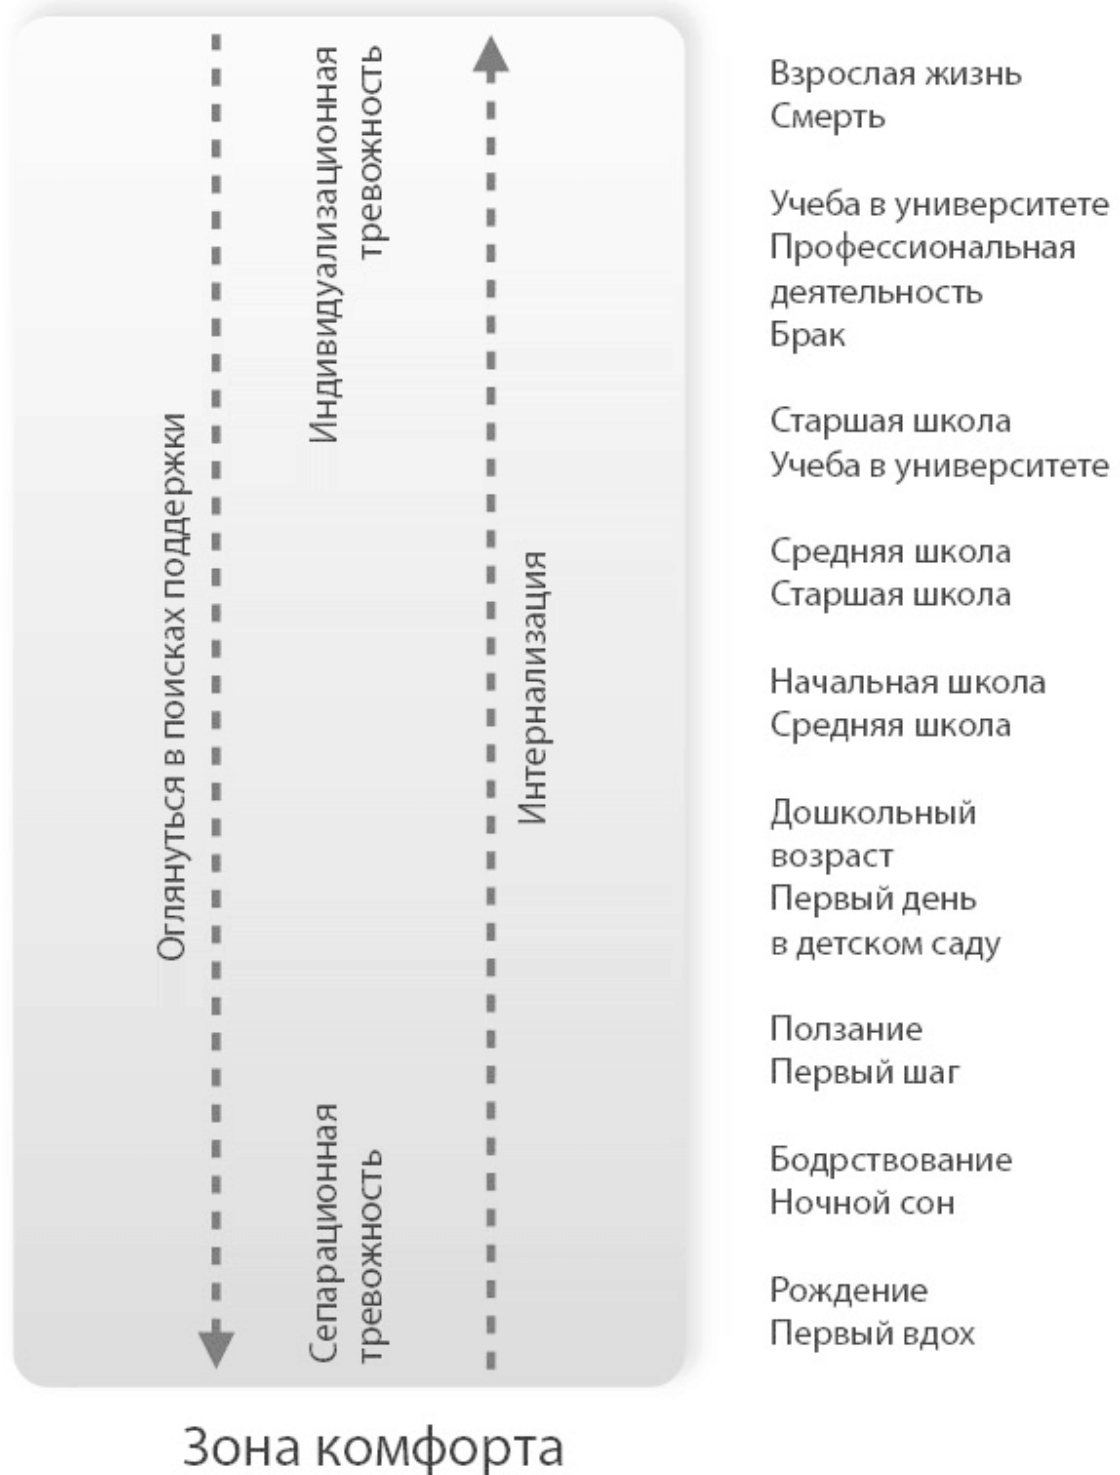 Оглянуться в поисках поддержки
Индивидуализационная
тревожность
Сепарационная
тревожность
Интернализация
Взрослая жизнь
Смерть
Учеба в университете
Профессиональная
деятельность
Брак
Старшая школа
Учеба в университете
Средняя школа
Старшая школа
Начальная школа
Средняя школа
Дошкольный
возраст
Первый день
в детском саду
Ползание
Первый шаг
Бодрствование
Ночной сон
Рождение
Первый вдох
Зона комфорта